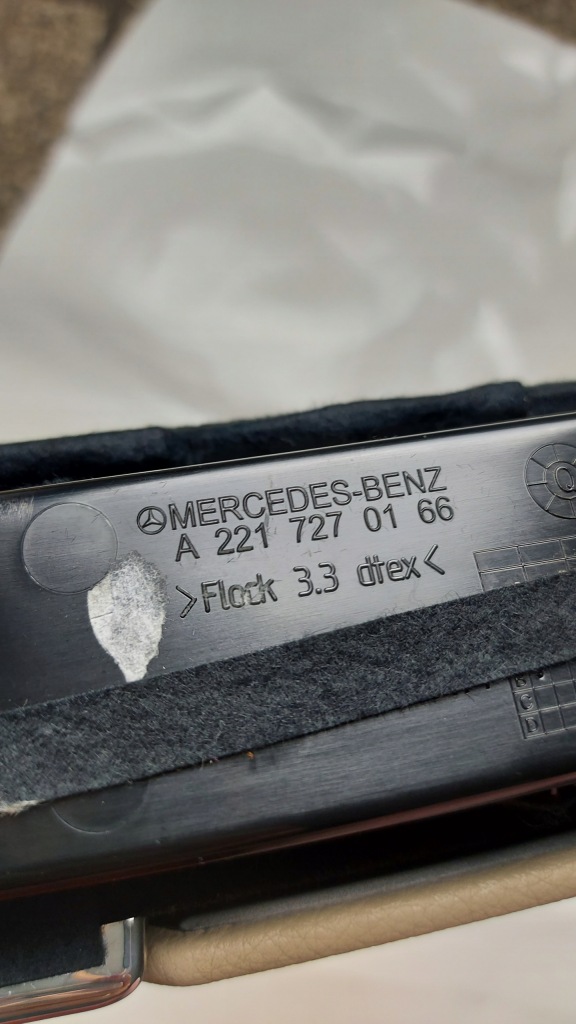 MERCEDES-BENZ
A 221 727 01 66
>Flock 3.3 dtex<
C
D